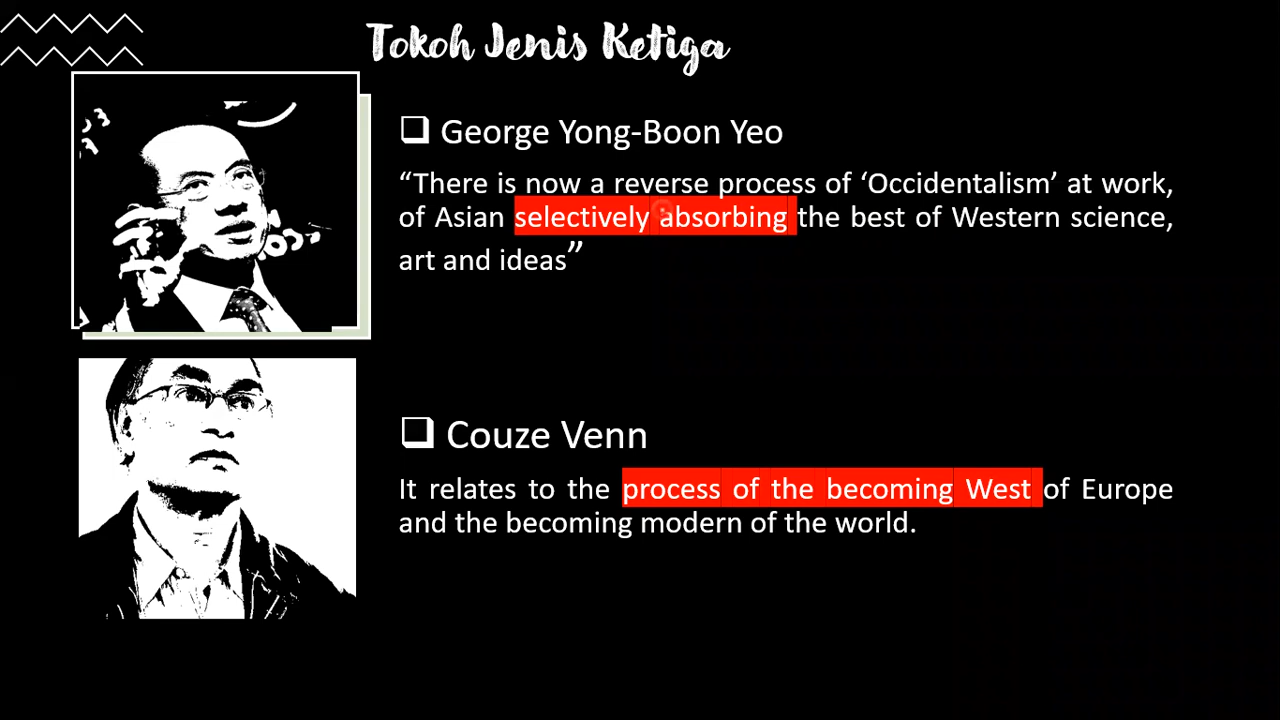 Tokoh Jenis Ketiga
George Yong-Boon Yeo
“There is now a reverse process of ‘Occidentalism’ at work,
of Asian selectively absorbing the best of Western science,
art and ideas”
Couze Venn
It relates to the process of the becoming West of Europe
and the becoming modern of the world.